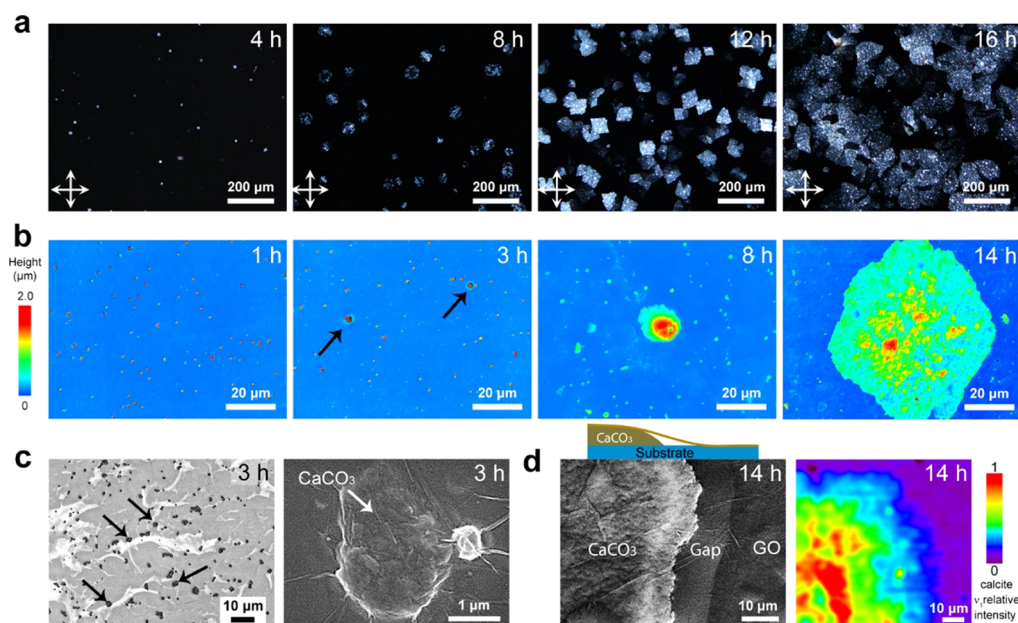 a
4 h
200 µm
8 h
200 µm
12 h
200 µm
16 h
200 µm
b
Height
(µm)
2.0
0
1 h
20 µm
3 h
20 µm
8 h
20 µm
14 h
20 µm
c
3 h
10 µm
CaCO₃
3 h
1 µm
d
CaCO₃
Substrate
14 h
CaCO₃
Gap
GO
10 µm
14 h
10 µm
1
0
calcite
ν₁relative
intensity